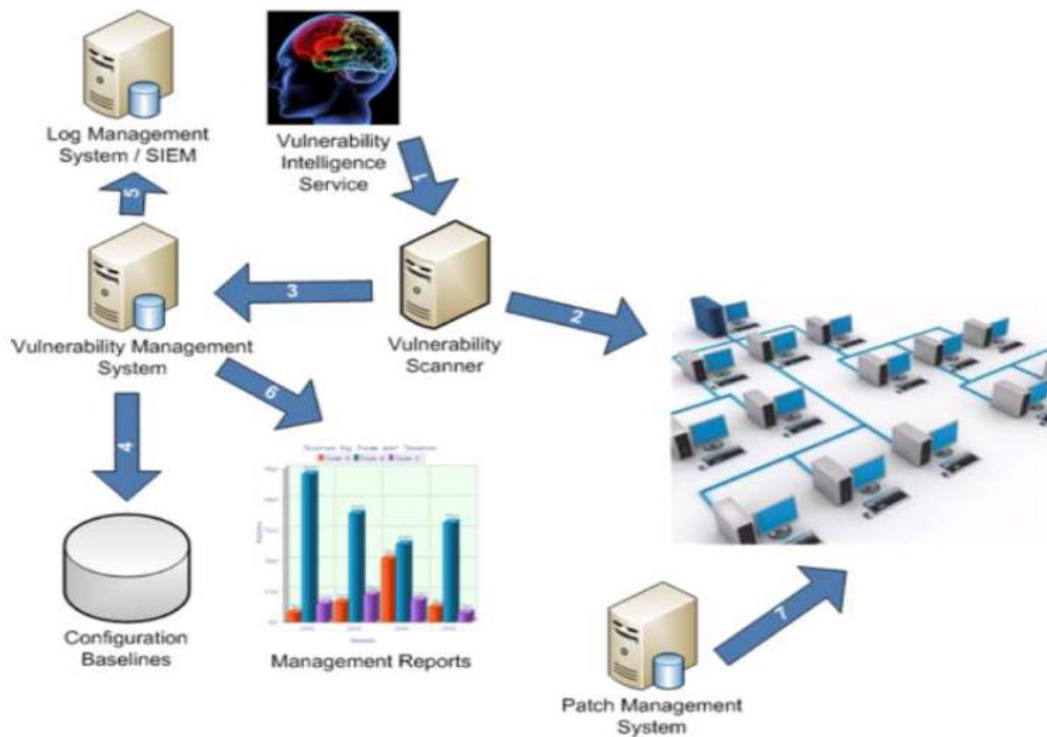 Log Management
System / SIEM
Vulnerability
Intelligence
Service
1
5
3
2
Vulnerability Management
System
Vulnerability
Scanner
6
4
Configuration
Baselines
Management Reports
7
Patch Management
System